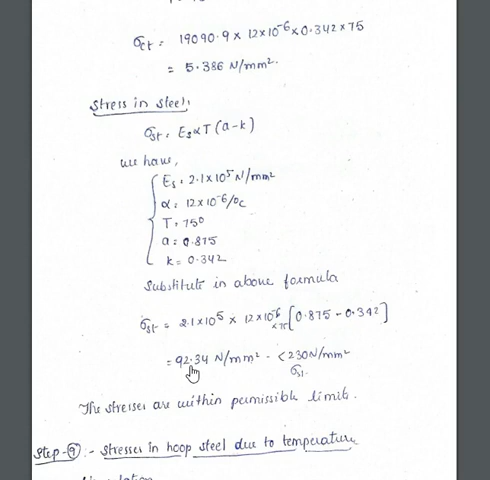 σct = 19090.9 × 12×10⁻⁶ × 0.342 × 75
= 5.386 N/mm².
Stress in steel:
σst = Es α T (a-k)
we have,
Es = 2.1×10⁵ N/mm²
α = 12×10⁻⁶/°C
T = 75°
a = 0.875
k = 0.342
Substitute in above formula
σst = 2.1×10⁵ × 12×10⁻⁶ ×75 [0.875 - 0.342]
= 92.34 N/mm² . < 230N/mm²
σst.
The stresses are within permissible limits.
Step-⑨:- Stresses in hoop steel due to temperature